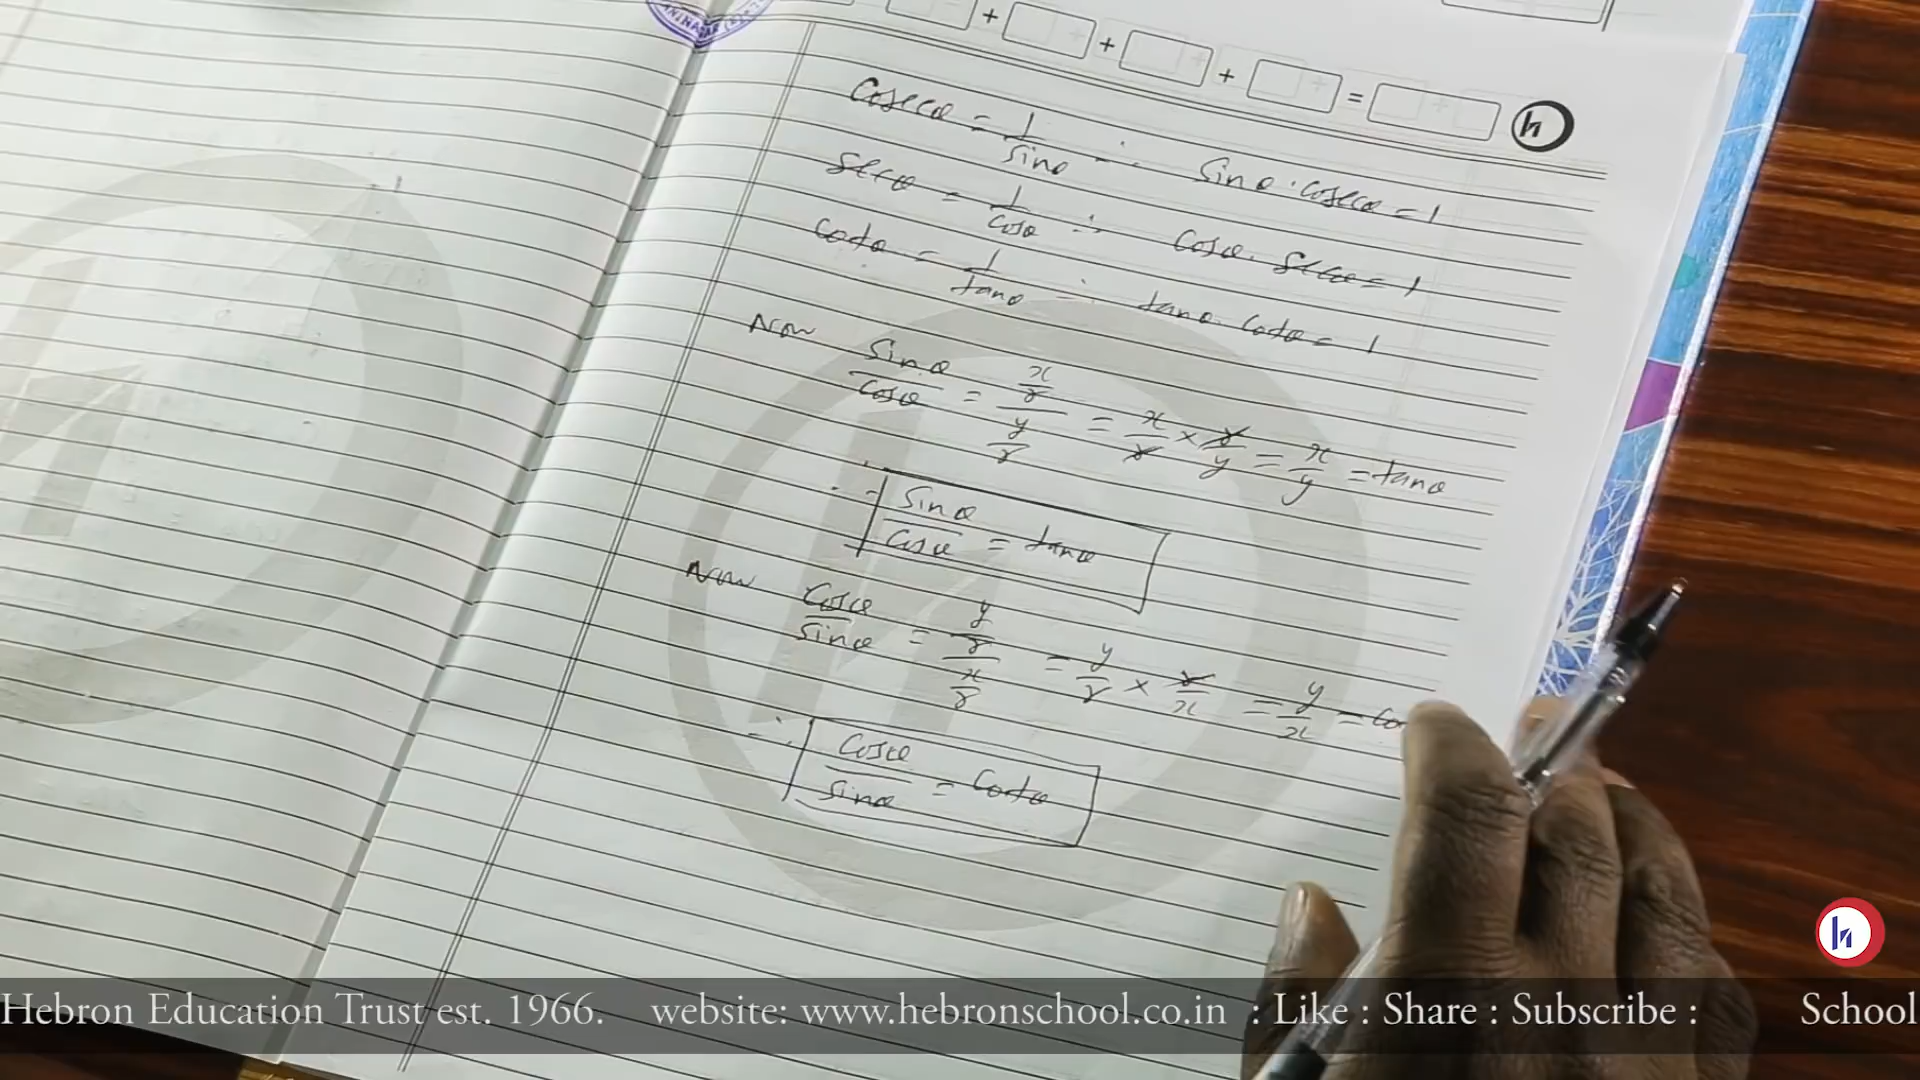 + + + =
cosecθ = 1/sinθ ∴ sinθ · cosecθ = 1
secθ = 1/cosθ ∴ cosθ · secθ = 1
cotθ = 1/tanθ ∴ tanθ · cotθ = 1
Now sinθ/cosθ = (x/r)/(y/r) = x/r × r/y = x/y = tanθ
∴ sinθ/cosθ = tanθ
Now cosθ/sinθ = (y/r)/(x/r) = y/r × r/x = y/x = co
∴ cosθ/sinθ = cotθ
Hebron Education Trust est. 1966. website: www.hebronschool.co.in : Like : Share : Subscribe : School